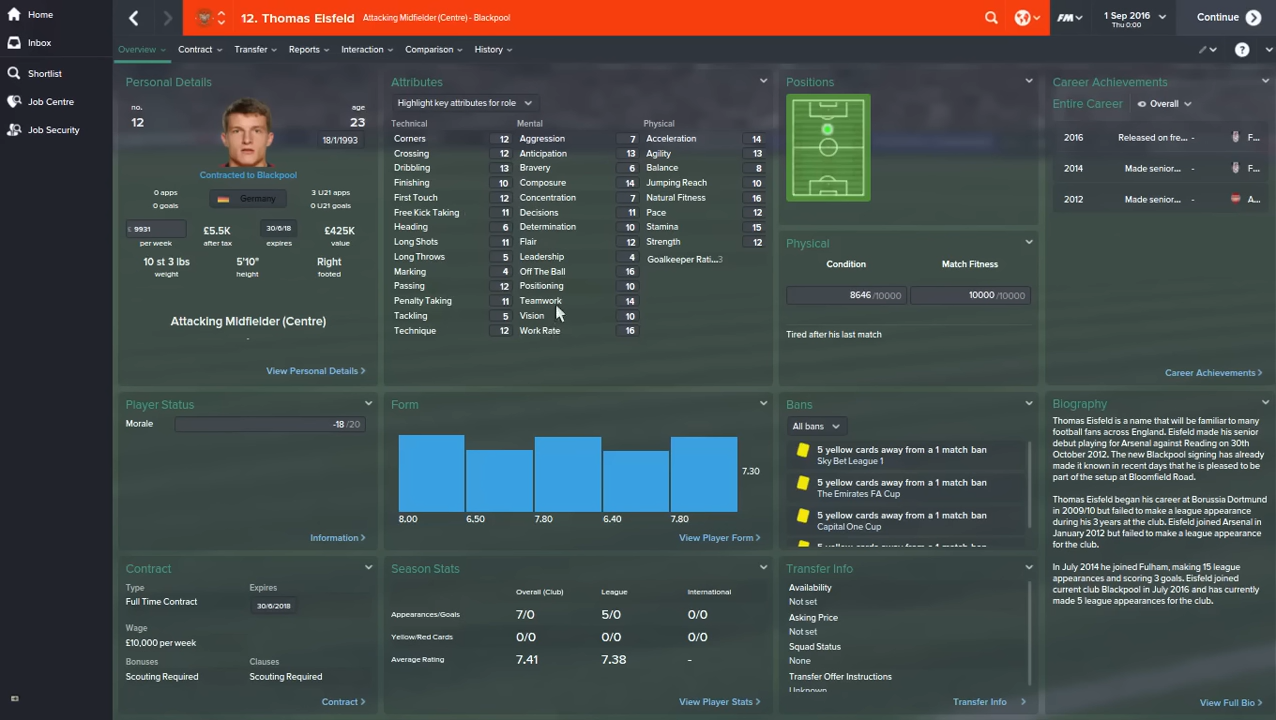 Home
Inbox
Shortlist
Job Centre
Job Security
12. Thomas Eisfeld
Attacking Midfielder (Centre) - Blackpool
FM
1 Sep 2016
Thu 0:00
Continue
Overview
Contract
Transfer
Reports
Interaction
Comparison
History
?
Personal Details
no.
12
age
23
18/1/1993
Contracted to Blackpool
0 apps
0 goals
Germany
3 U21 apps
0 U21 goals
£ 9931
per week
£5.5K
after tax
30/6/18
expires
£425K
value
10 st 3 lbs
weight
5'10"
height
Right
footed
Attacking Midfielder (Centre)
-
View Personal Details >
Attributes
Highlight key attributes for role
Technical
Corners 12
Crossing 12
Dribbling 13
Finishing 10
First Touch 12
Free Kick Taking 11
Heading 6
Long Shots 11
Long Throws 5
Marking 4
Passing 12
Penalty Taking 11
Tackling 5
Technique 12
Mental
Aggression 7
Anticipation 13
Bravery 6
Composure 14
Concentration 7
Decisions 11
Determination 10
Flair 12
Leadership 4
Off The Ball 16
Positioning 10
Teamwork 14
Vision 10
Work Rate 16
Physical
Acceleration 14
Agility 13
Balance 8
Jumping Reach 10
Natural Fitness 16
Pace 12
Stamina 15
Strength 12
Goalkeeper Rati...3
Positions
Physical
Condition
Match Fitness
8646 /10000
10000 /10000
Tired after his last match
Career Achievements
Entire Career
Overall
2016 Released on fre... - F...
2014 Made senior... - F...
2012 Made senior... - A...
Career Achievements >
Player Status
Morale
-18 /20
Information >
Form
7.30
8.00 6.50 7.80 6.40 7.80
View Player Form >
Bans
All bans
5 yellow cards away from a 1 match ban
Sky Bet League 1
5 yellow cards away from a 1 match ban
The Emirates FA Cup
5 yellow cards away from a 1 match ban
Capital One Cup
5 yellow cards away from a 1 match ban
Biography
Thomas Eisfeld is a name that will be familiar to many
football fans across England. Eisfeld made his senior
debut playing for Arsenal against Reading on 30th
October 2012. The new Blackpool signing has already
made it known in recent days that he is pleased to be
part of the setup at Bloomfield Road.
Thomas Eisfeld began his career at Borussia Dortmund
in 2009/10 but failed to make a league appearance
during his 3 years at the club. Eisfeld joined Arsenal in
January 2012 but failed to make a league appearance
for the club.
In July 2014 he joined Fulham, making 15 league
appearances and scoring 3 goals. Eisfeld joined
current club Blackpool in July 2016 and has currently
made 5 league appearances for the club.
View Full Bio >
Contract
Type
Full Time Contract
Expires
30/6/2018
Wage
£10,000 per week
Bonuses
Scouting Required
Clauses
Scouting Required
Contract >
Season Stats
Overall (Club) League International
Appearances/Goals 7/0 5/0 0/0
Yellow/Red Cards 0/0 0/0 0/0
Average Rating 7.41 7.38 -
View Player Stats >
Transfer Info
Availability
Not set
Asking Price
Not set
Squad Status
None
Transfer Offer Instructions
Unknown
Transfer Info >